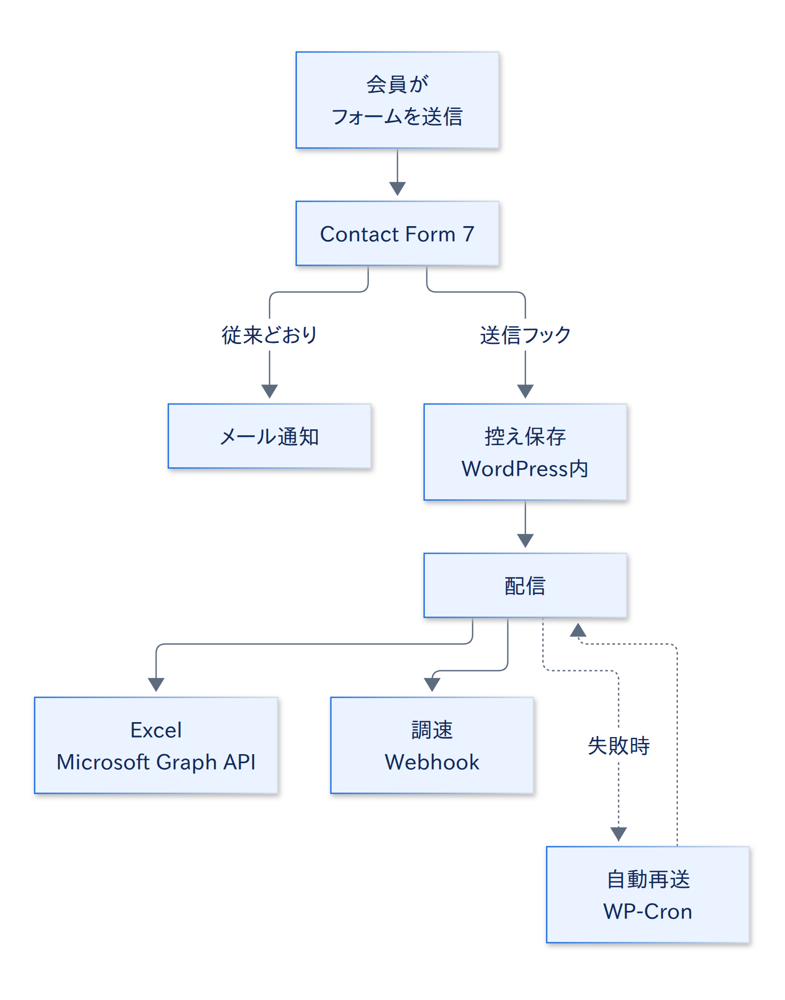 会員が
フォームを送信
Contact Form 7
従来どおり
送信フック
メール通知
控え保存
WordPress内
配信
Excel
Microsoft Graph API
調速
Webhook
失敗時
自動再送
WP-Cron